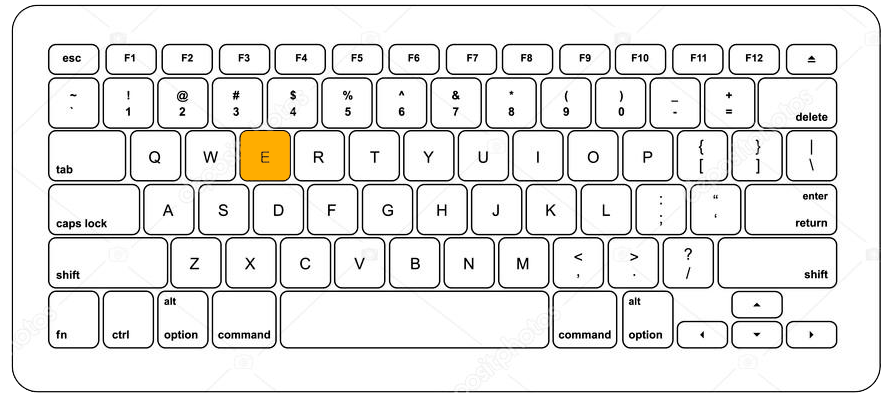 esc F1 F2 F3 F4 F5 F6 F7 F8 F9 F10 F11 F12
~ ! @ # $ % ^ & * ( ) _ +
` 1 2 3 4 5 6 7 8 9 0 - = delete
tab Q W E R T Y U I O P { [ } ] | \
caps lock A S D F G H J K L : ; “ ‘ enter return
shift Z X C V B N M < , > . ? / shift
fn ctrl alt option command command alt option